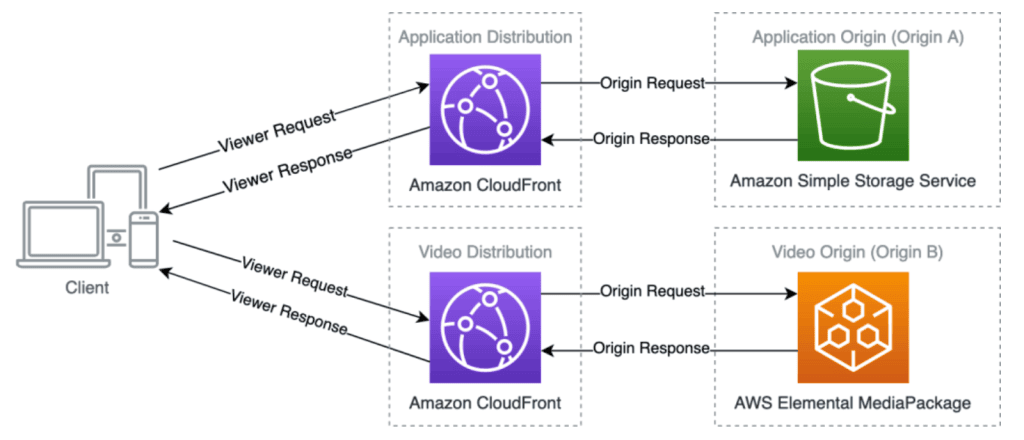 Application Distribution
Application Origin (Origin A)
Viewer Request
Origin Request
Viewer Response
Origin Response
Amazon CloudFront
Amazon Simple Storage Service
Client
Video Distribution
Video Origin (Origin B)
Viewer Request
Origin Request
Viewer Response
Origin Response
Amazon CloudFront
AWS Elemental MediaPackage